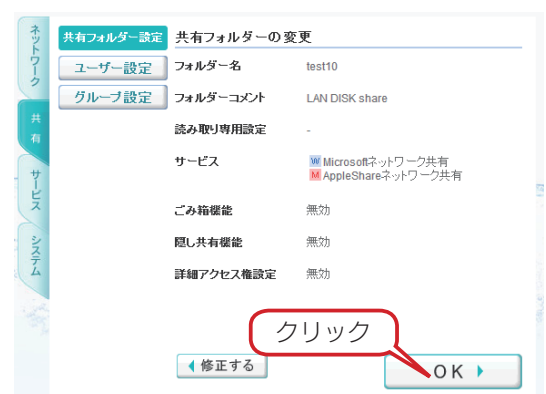 ネットワーク
共有
サービス
システム
共有フォルダー設定
ユーザー設定
グループ設定
共有フォルダーの変更
フォルダー名 test10
フォルダーコメント LAN DISK share
読み取り専用設定 -
サービス W Microsoftネットワーク共有
M AppleShareネットワーク共有
ごみ箱機能 無効
隠し共有機能 無効
詳細アクセス権設定 無効
クリック
修正する
OK